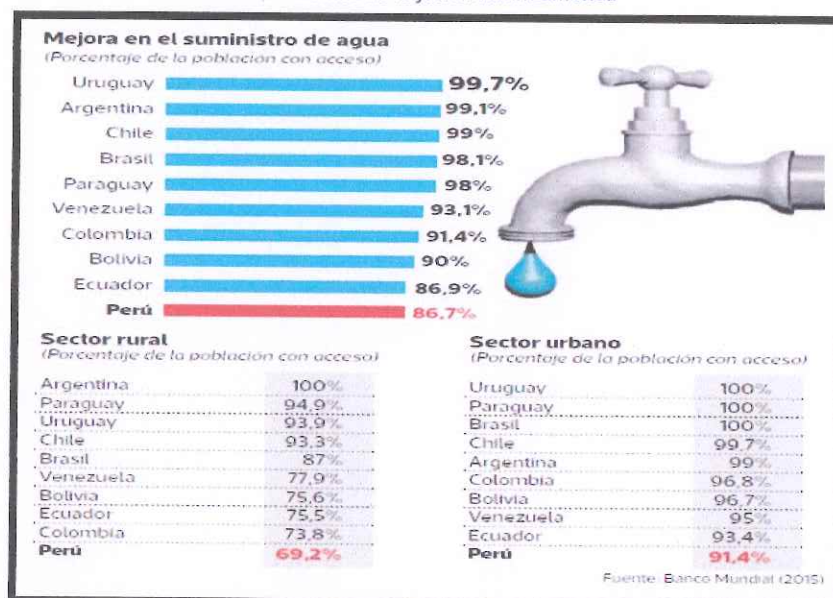 Mejora en el suministro de agua
(Porcentaje de la población con acceso)
Uruguay 99,7%
Argentina 99,1%
Chile 99%
Brasil 98,1%
Paraguay 98%
Venezuela 93,1%
Colombia 91,4%
Bolivia 90%
Ecuador 86,9%
Perú 86,7%
Sector rural
(Porcentaje de la población con acceso)
Argentina 100%
Paraguay 94,9%
Uruguay 93,9%
Chile 93,3%
Brasil 87%
Venezuela 77,9%
Bolivia 75,6%
Ecuador 75,5%
Colombia 73,8%
Perú 69,2%
Sector urbano
(Porcentaje de la población con acceso)
Uruguay 100%
Paraguay 100%
Brasil 100%
Chile 99,7%
Argentina 99%
Colombia 96,8%
Bolivia 96,7%
Venezuela 95%
Ecuador 93,4%
Perú 91,4%
Fuente: Banco Mundial (2015)